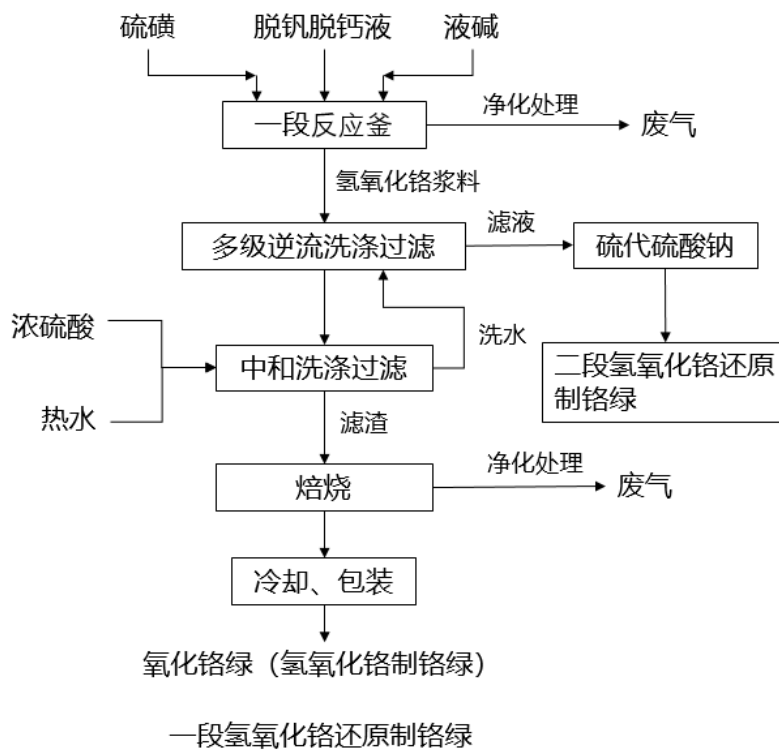 硫磺
脱钒脱钙液
液碱
一段反应釜
净化处理
废气
氢氧化铬浆料
多级逆流洗涤过滤
滤液
硫代硫酸钠
浓硫酸
洗水
中和洗涤过滤
二段氢氧化铬还原
制铬绿
热水
滤渣
焙烧
净化处理
废气
冷却、包装
氧化铬绿（氢氧化铬制铬绿）
一段氢氧化铬还原制铬绿